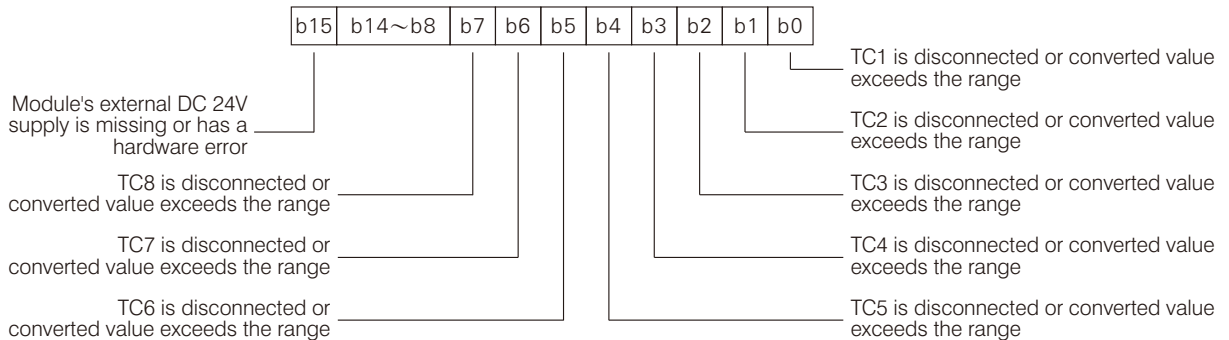 b15 b14～b8 b7 b6 b5 b4 b3 b2 b1 b0
TC1 is disconnected or converted value
exceeds the range
Module's external DC 24V
supply is missing or has a
hardware error
TC2 is disconnected or converted value
exceeds the range
TC8 is disconnected or
converted value exceeds the range
TC3 is disconnected or converted value
exceeds the range
TC7 is disconnected or
converted value exceeds the range
TC4 is disconnected or converted value
exceeds the range
TC6 is disconnected or
converted value exceeds the range
TC5 is disconnected or converted value
exceeds the range